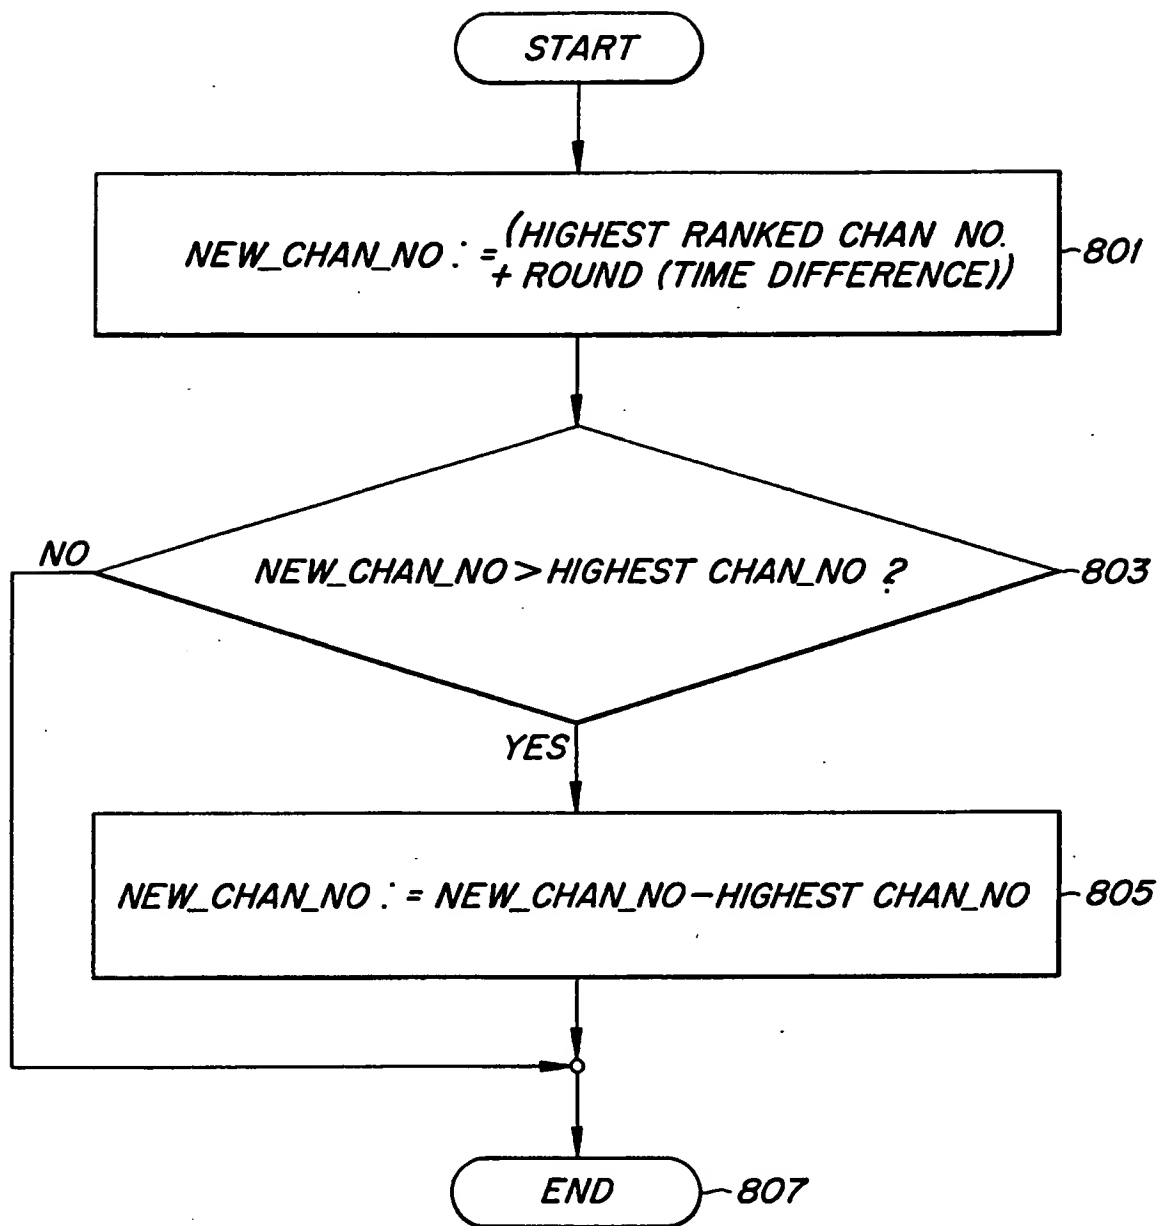 START
NEW_CHAN_NO := (HIGHEST RANKED CHAN NO.
+ ROUND (TIME DIFFERENCE))
801
NO
NEW_CHAN_NO > HIGHEST CHAN_NO ?
803
YES
NEW_CHAN_NO := NEW_CHAN_NO - HIGHEST CHAN_NO
805
END
807